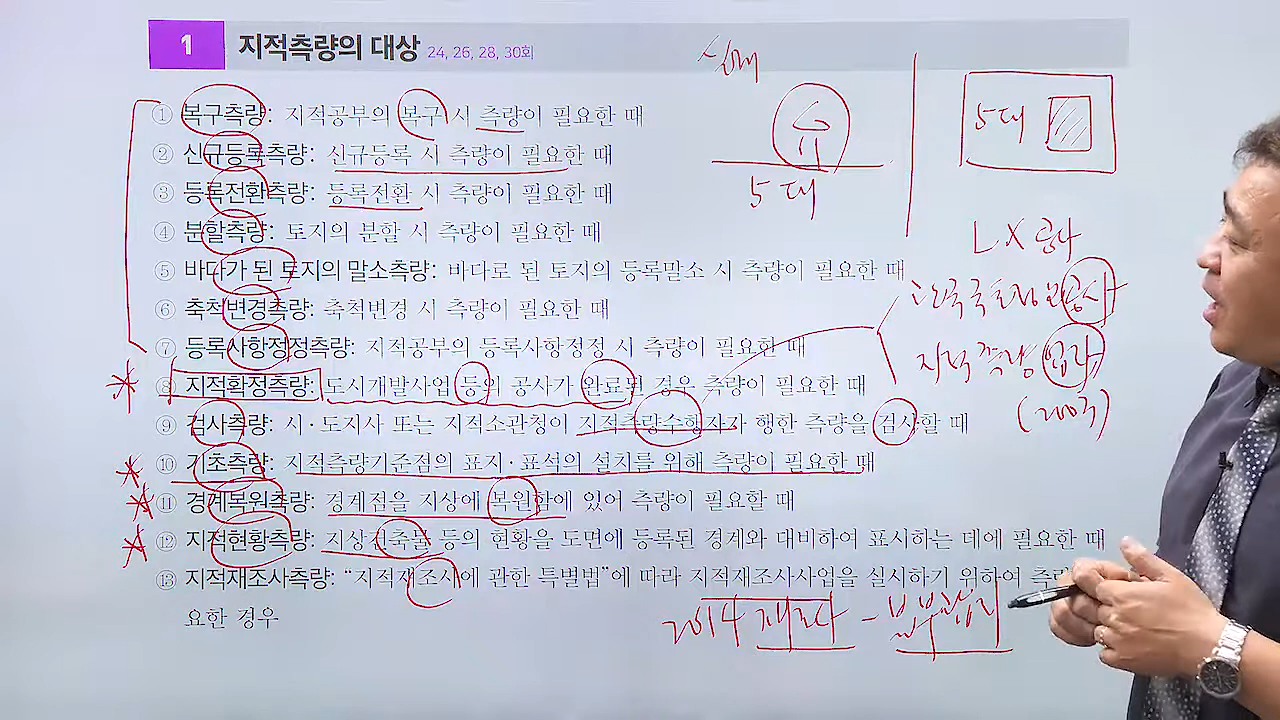 1 지적측량의 대상 24, 26, 28, 30회
① 복구측량: 지적공부의 복구 시 측량이 필요한 때
② 신규등록측량: 신규등록 시 측량이 필요한 때
③ 등록전환측량: 등록전환 시 측량이 필요한 때
④ 분할측량: 토지의 분할 시 측량이 필요한 때
⑤ 바다가 된 토지의 말소측량: 바다로 된 토지의 등록말소 시 측량이 필요한 때
⑥ 축척변경측량: 축척변경 시 측량이 필요한 때
⑦ 등록사항정정측량: 지적공부의 등록사항정정 시 측량이 필요한 때
⑧ 지적확정측량: 도시개발사업 등의 공사가 완료된 경우 측량이 필요한 때
⑨ 검사측량: 시·도지사 또는 지적소관청이 지적측량수행자가 행한 측량을 검사할 때
⑩ 기초측량: 지적측량기준점의 표지·표석의 설치를 위해 측량이 필요한 때
⑪ 경계복원측량: 경계점을 지상에 복원함에 있어 측량이 필요할 때
⑫ 지적현황측량: 지상건축물 등의 현황을 도면에 등록된 경계와 대비하여 표시하는 데에 필요한 때
⑬ 지적재조사측량: “지적재조사에 관한 특별법”에 따라 지적재조사사업을 실시하기 위하여 측
요한 경우
5대
5대
LX
한국국토정보공사
지적측량업자
2014 재조사